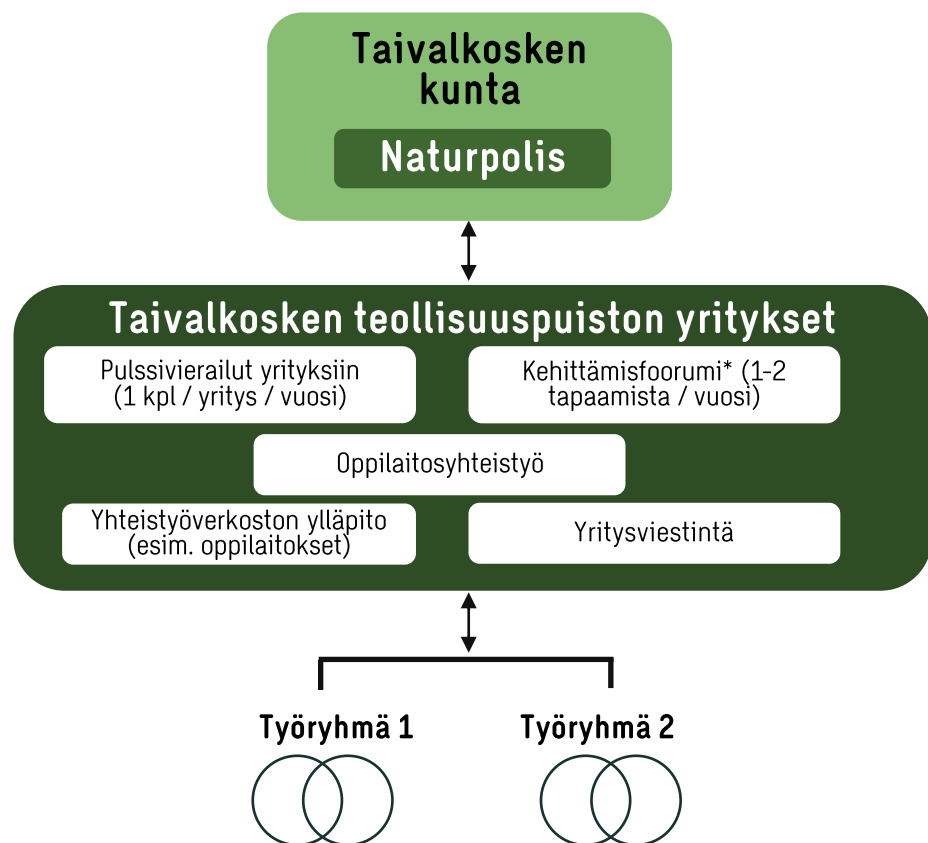 Taivalkosken
kunta
Naturpolis
Taivalkosken teollisuuspuiston yritykset
Pulssivierailut yrityksiin
(1 kpl / yritys / vuosi)
Kehittämisfoorumi* (1-2
tapaamista / vuosi)
Oppilaitosyhteistyö
Yhteistyöverkoston ylläpito
(esim. oppilaitokset)
Yritysviestintä
Työryhmä 1
Työryhmä 2